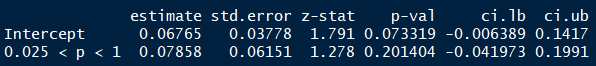 estimate std.error z-stat p-val ci.lb ci.ub
Intercept 0.06765 0.03778 1.791 0.073319 -0.006389 0.1417
0.025 < p < 1 0.07858 0.06151 1.278 0.201404 -0.041973 0.1991